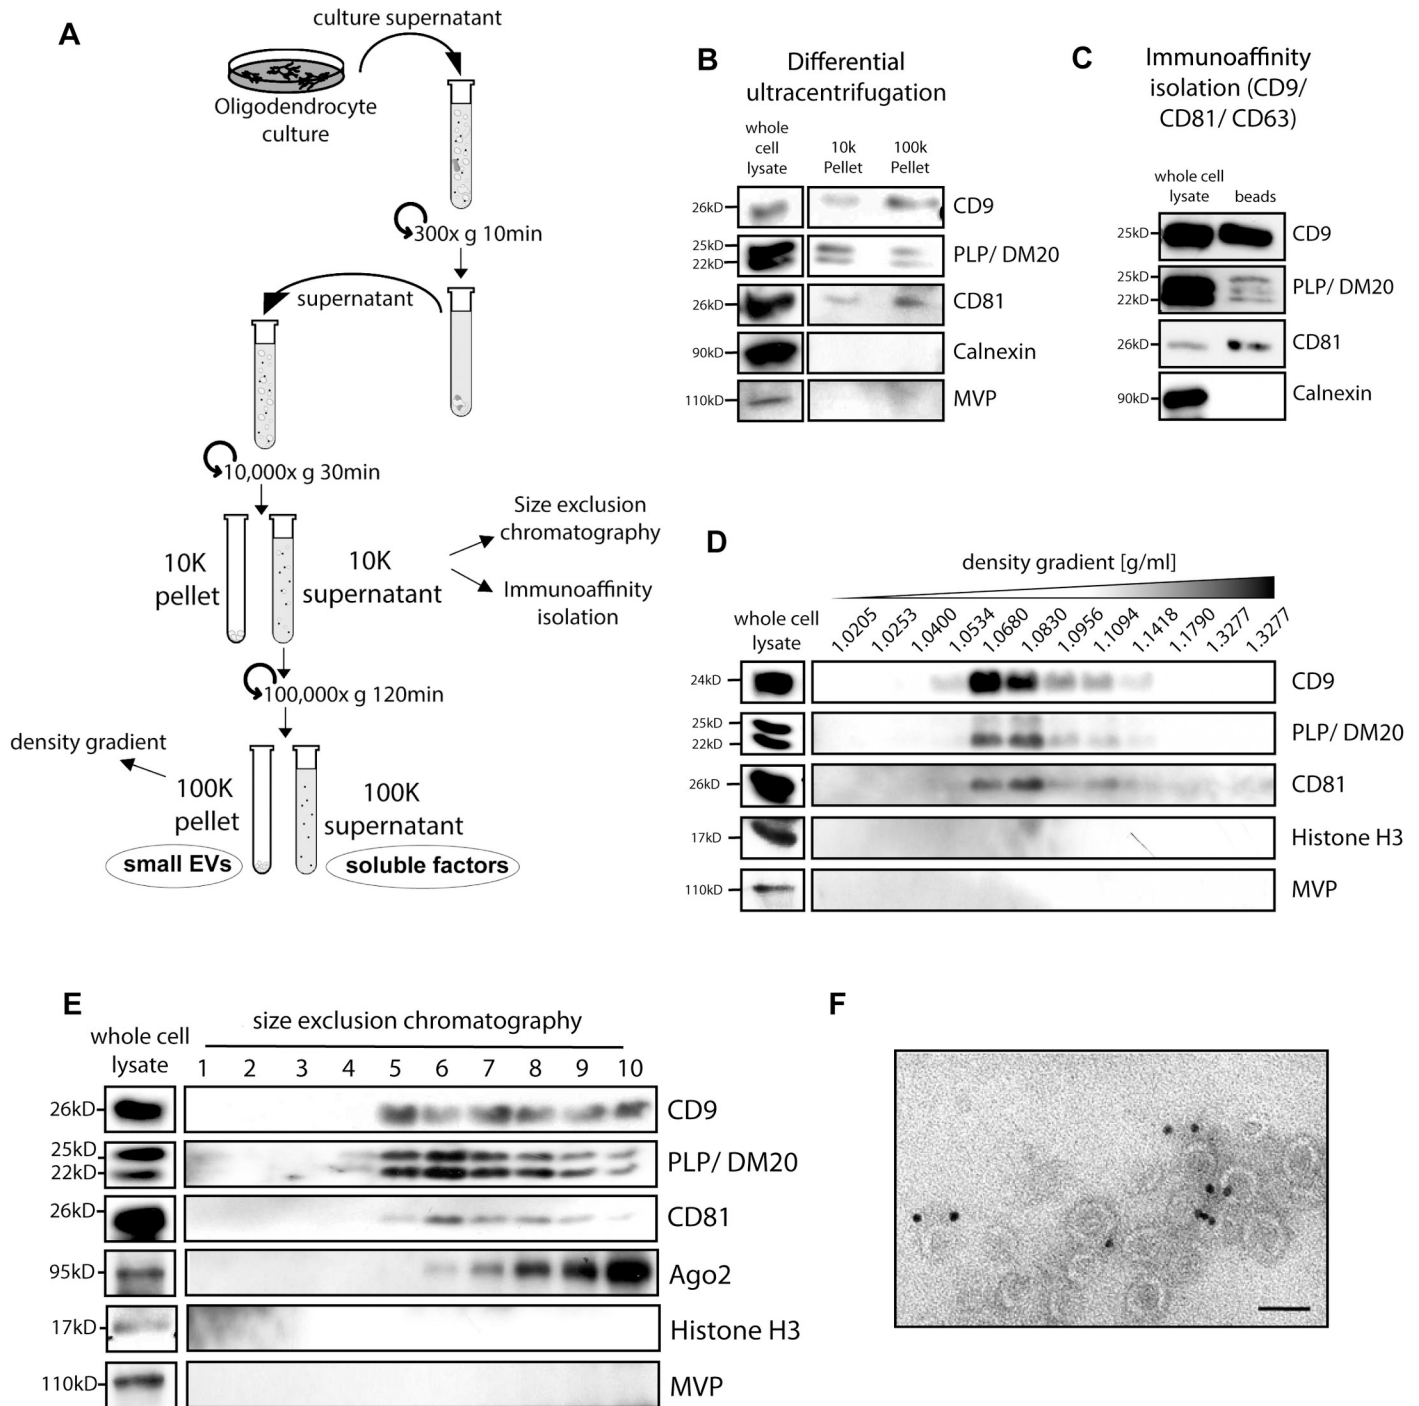 A
culture supernatant
Oligodendrocyte
culture
300x g 10min
supernatant
10,000x g 30min
10K
pellet
10K
supernatant
Size exclusion
chromatography
Immunoaffinity
isolation
100,000x g 120min
density gradient
100K
pellet
100K
supernatant
small EVs
soluble factors
B
Differential
ultracentrifugation
whole
cell
lysate
10k
Pellet
100k
Pellet
26kD
CD9
25kD
22kD
PLP/ DM20
26kD
CD81
90kD
Calnexin
110kD
MVP
C
Immunoaffinity
isolation (CD9/
CD81/ CD63)
whole cell
lysate
beads
25kD
CD9
25kD
22kD
PLP/ DM20
26kD
CD81
90kD
Calnexin
D
density gradient [g/ml]
whole cell
lysate
1.0205
1.0253
1.0400
1.0534
1.0680
1.0830
1.0956
1.1094
1.1418
1.1790
1.3277
1.3277
24kD
CD9
25kD
22kD
PLP/ DM20
26kD
CD81
17kD
Histone H3
110kD
MVP
E
size exclusion chromatography
whole cell
lysate
1 2 3 4 5 6 7 8 9 10
26kD
CD9
25kD
22kD
PLP/ DM20
26kD
CD81
95kD
Ago2
17kD
Histone H3
110kD
MVP
F